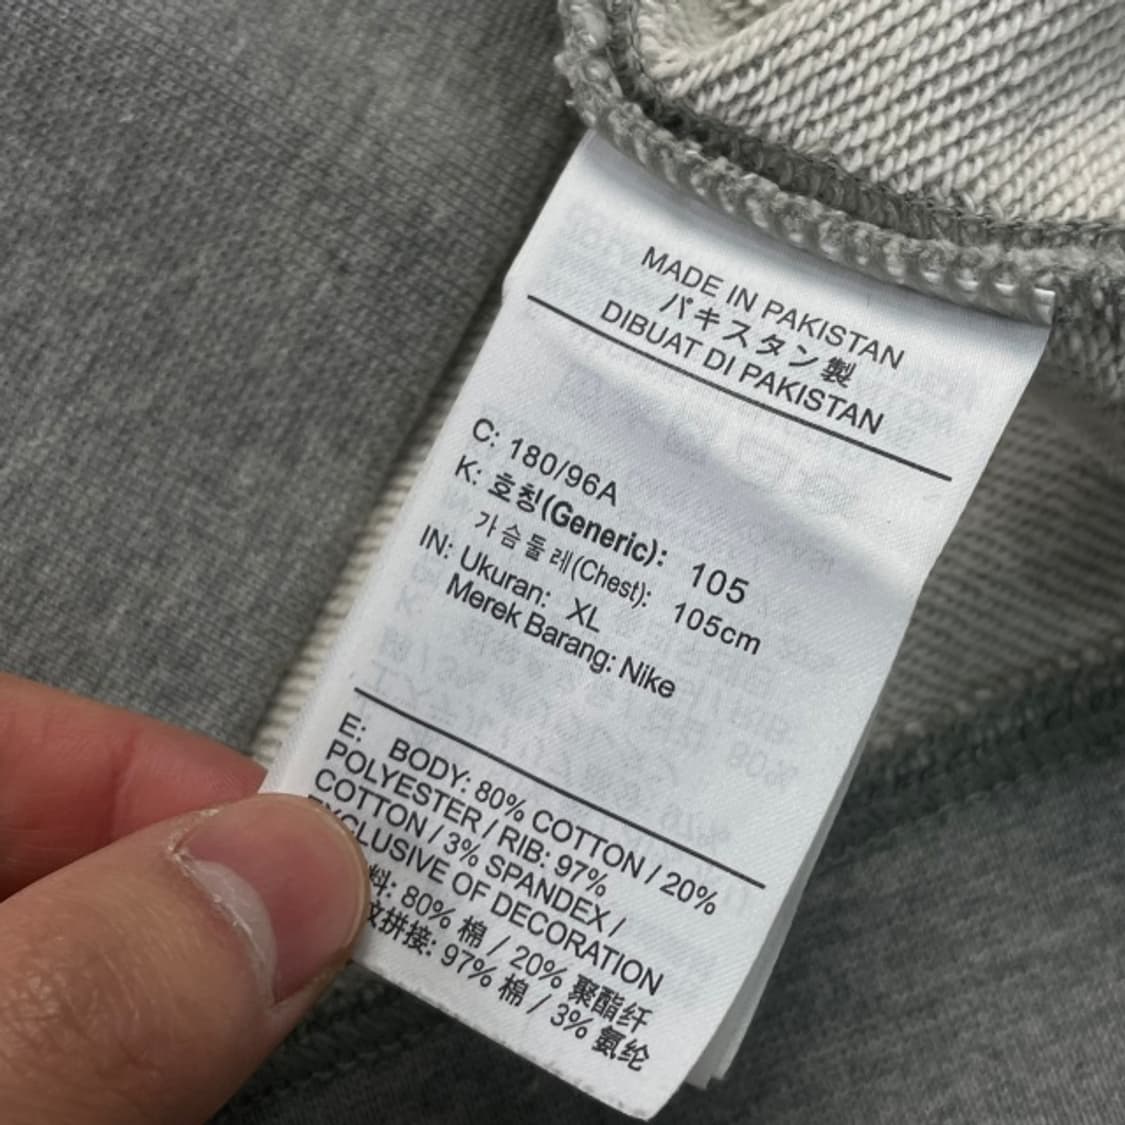 MADE IN PAKISTAN
パキスタン製
DIBUAT DI PAKISTAN
C: 180/96A
K: 호칭(Generic): 105
가슴둘레(Chest): 105cm
IN: Ukuran: XL
Merek Barang: Nike
E: BODY: 80% COTTON / 20%
POLYESTER / RIB: 97%
COTTON / 3% SPANDEX /
EXCLUSIVE OF DECORATION
料: 80% 棉 / 20% 聚酯纤
纹拼接: 97% 棉 / 3% 氨纶